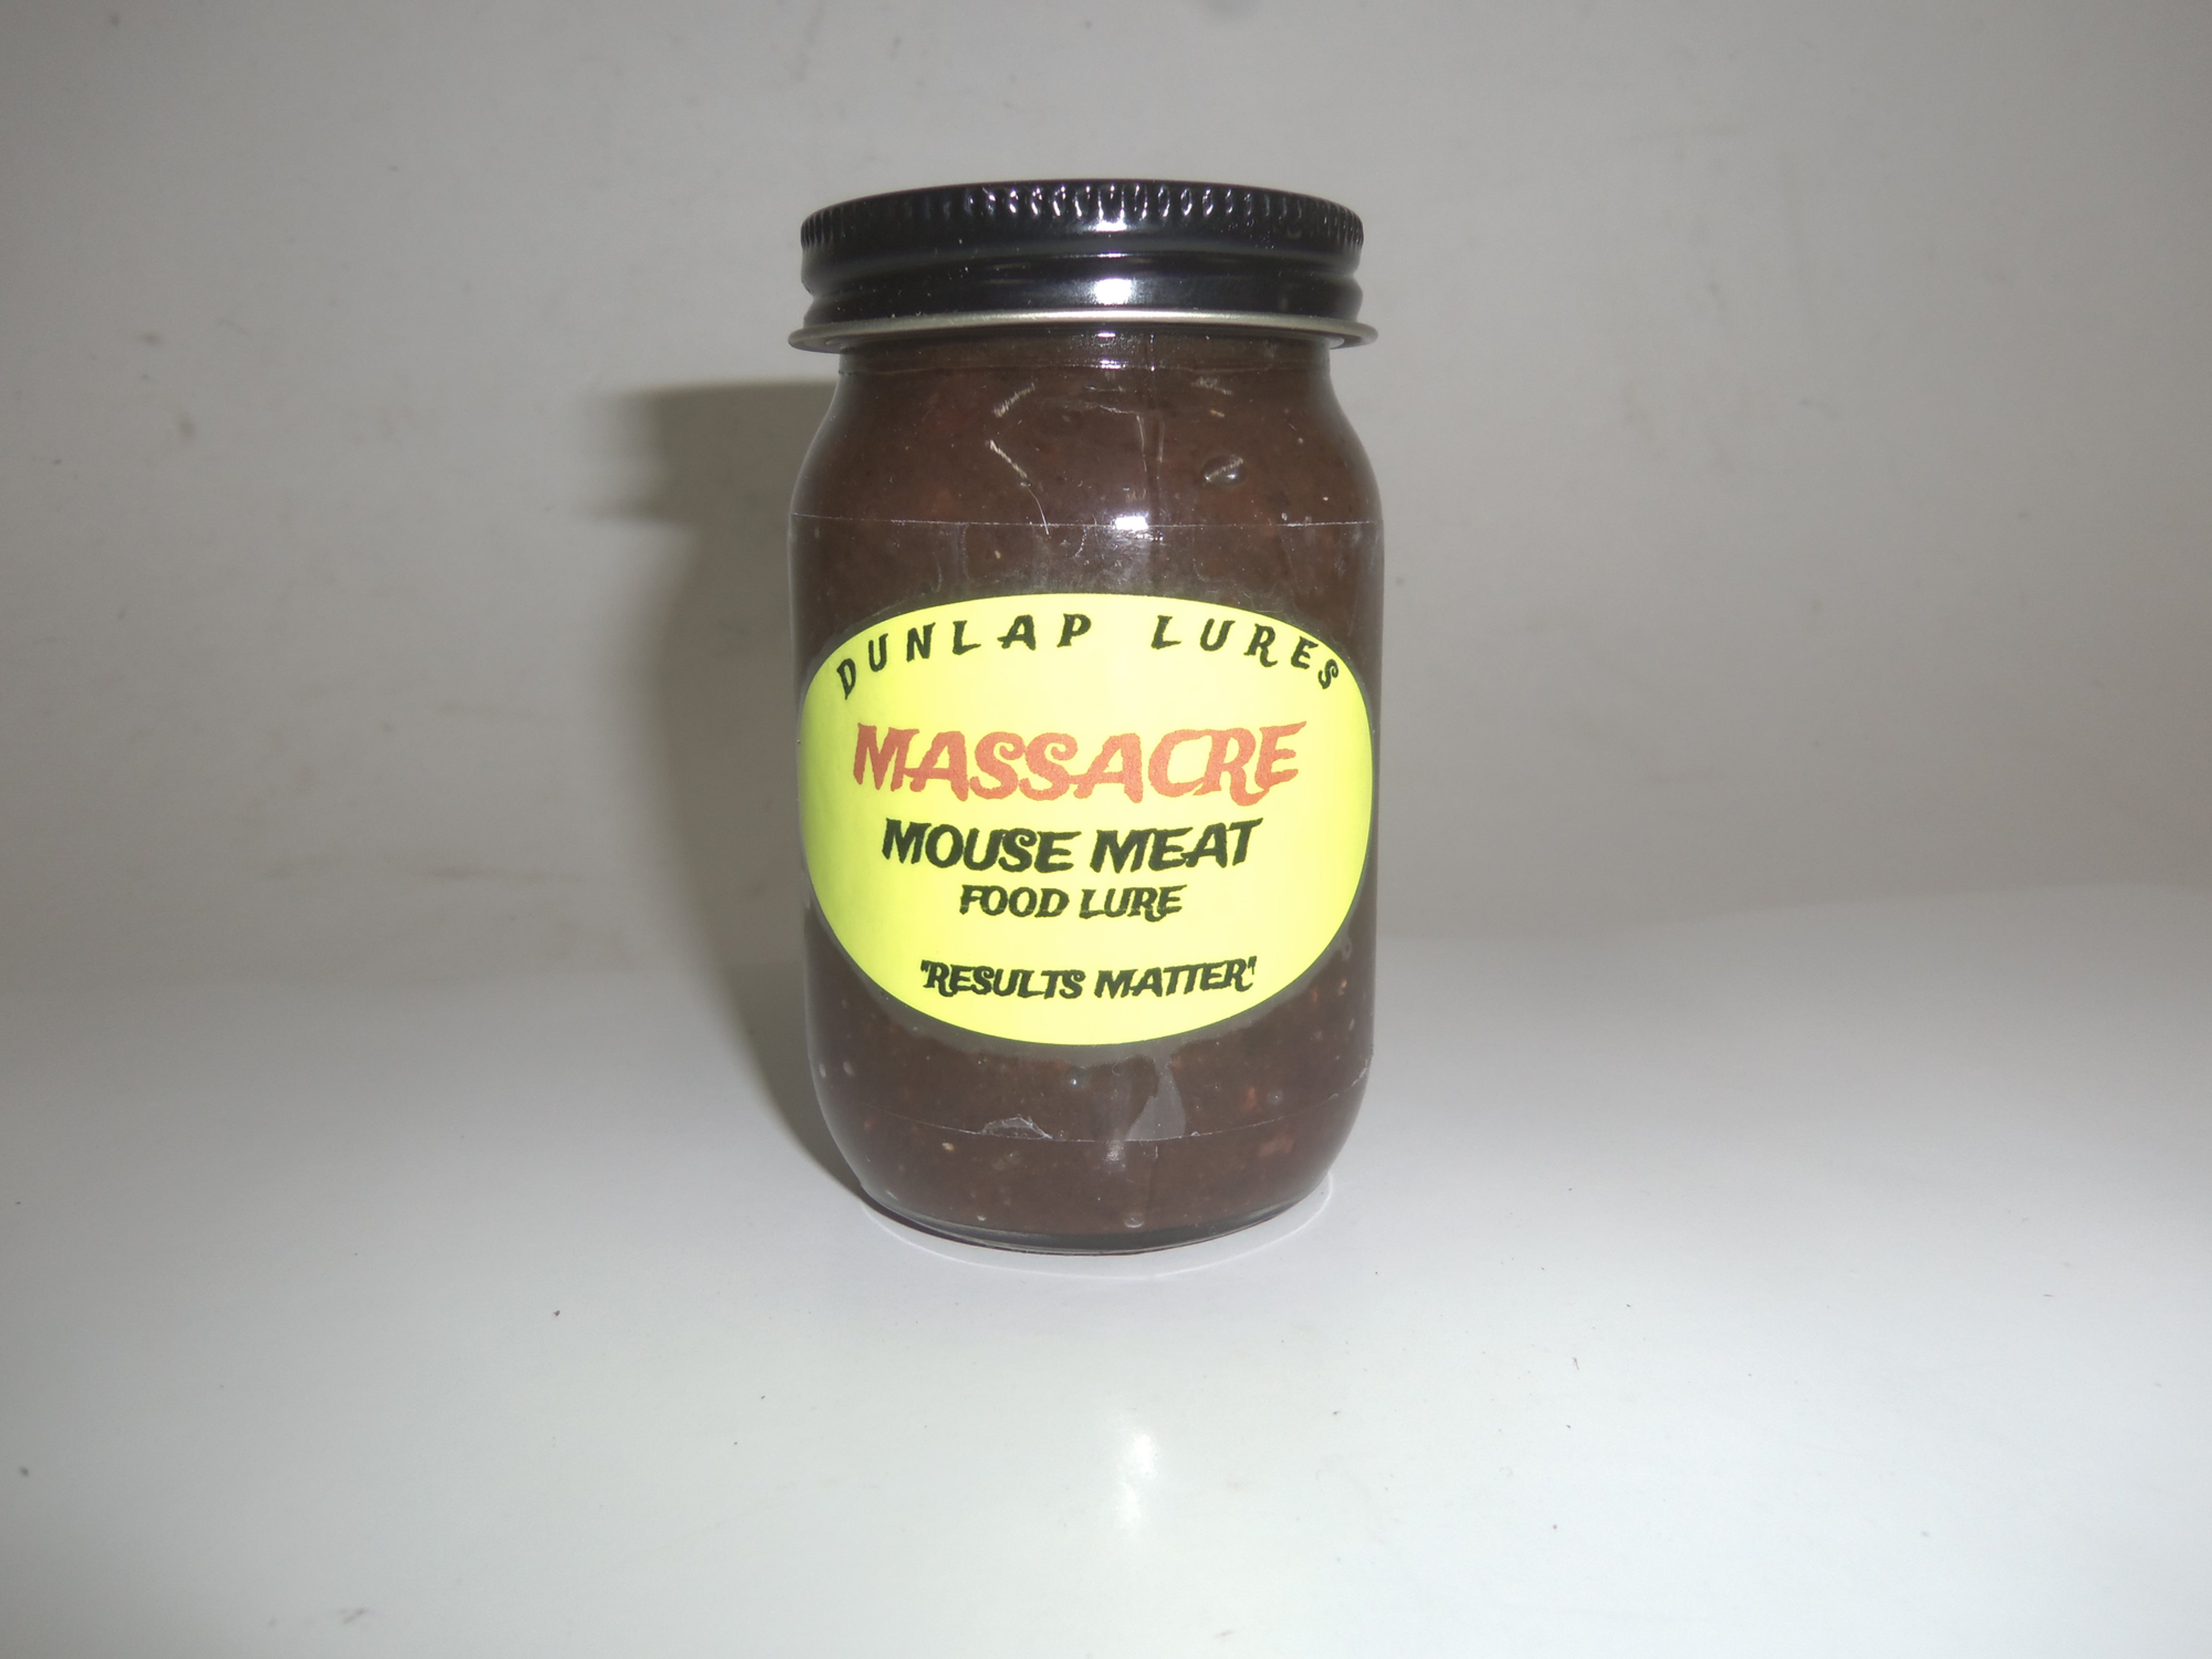 DUNLAP LURES
MASSACRE
MOUSE MEAT
FOOD LURE
"RESULTS MATTER"